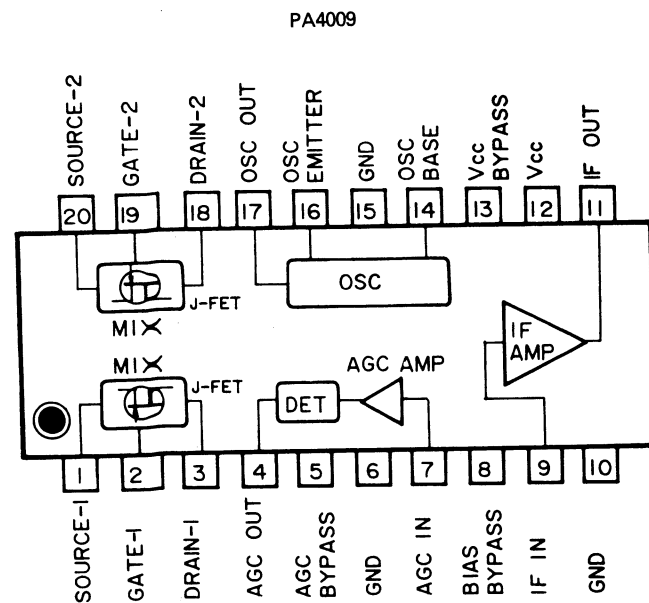 PA4009
SOURCE-2
GATE-2
DRAIN-2
OSC OUT
OSC
EMITTER
GND
OSC
BASE
Vcc
BYPASS
Vcc
IF OUT
20
19
18
17
16
15
14
13
12
11
J-FET
MIX
OSC
MIX
J-FET
DET
AGC AMP
IF
AMP
1
2
3
4
5
6
7
8
9
10
SOURCE-1
GATE-1
DRAIN-1
AGC OUT
AGC
BYPASS
GND
AGC IN
BIAS
BYPASS
IF IN
GND